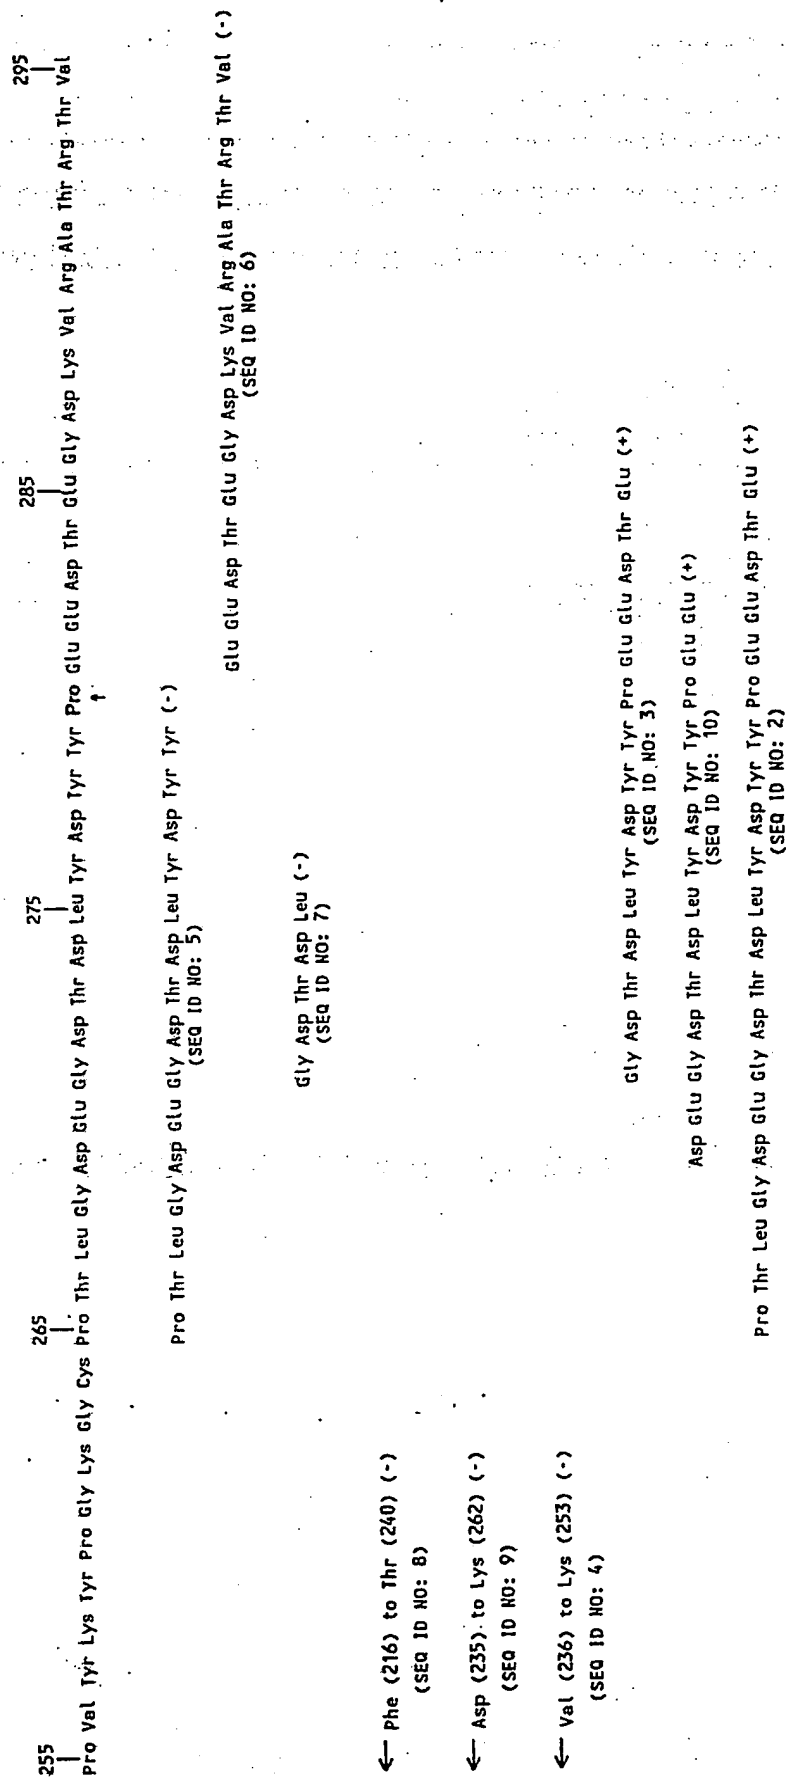 255 265 275 285 295
Pro Val Tyr Lys Tyr Pro Gly Lys Gly Cys Pro Thr Leu Gly Asp Glu Gly Asp Thr Asp Leu Tyr Asp Tyr Tyr Pro Glu Glu Asp Thr Glu Gly Asp Lys Val Arg Ala Thr Arg Thr Val
↑
Pro Thr Leu Gly Asp Glu Gly Asp Thr Asp Leu Tyr Asp Tyr Tyr (-)
(SEQ ID NO: 5)
Glu Glu Asp Thr Glu Gly Asp Lys Val Arg Ala Thr Arg Thr Val (-)
(SEQ ID NO: 6)
Gly Asp Thr Asp Leu (-)
(SEQ ID NO: 7)
← Phe (216) to Thr (240) (-)
(SEQ ID NO: 8)
← Asp (235) to Lys (262) (-)
(SEQ ID NO: 9)
← Val (236) to Lys (253) (-)
(SEQ ID NO: 4)
Gly Asp Thr Asp Leu Tyr Asp Tyr Tyr Pro Glu Glu Asp Thr Glu (+)
(SEQ ID NO: 3)
Asp Glu Gly Asp Thr Asp Leu Tyr Asp Tyr Tyr Pro Glu Glu (+)
(SEQ ID NO: 10)
Pro Thr Leu Gly Asp Glu Gly Asp Thr Asp Leu Tyr Asp Tyr Tyr Pro Glu Glu Asp Thr Glu (+)
(SEQ ID NO: 2)